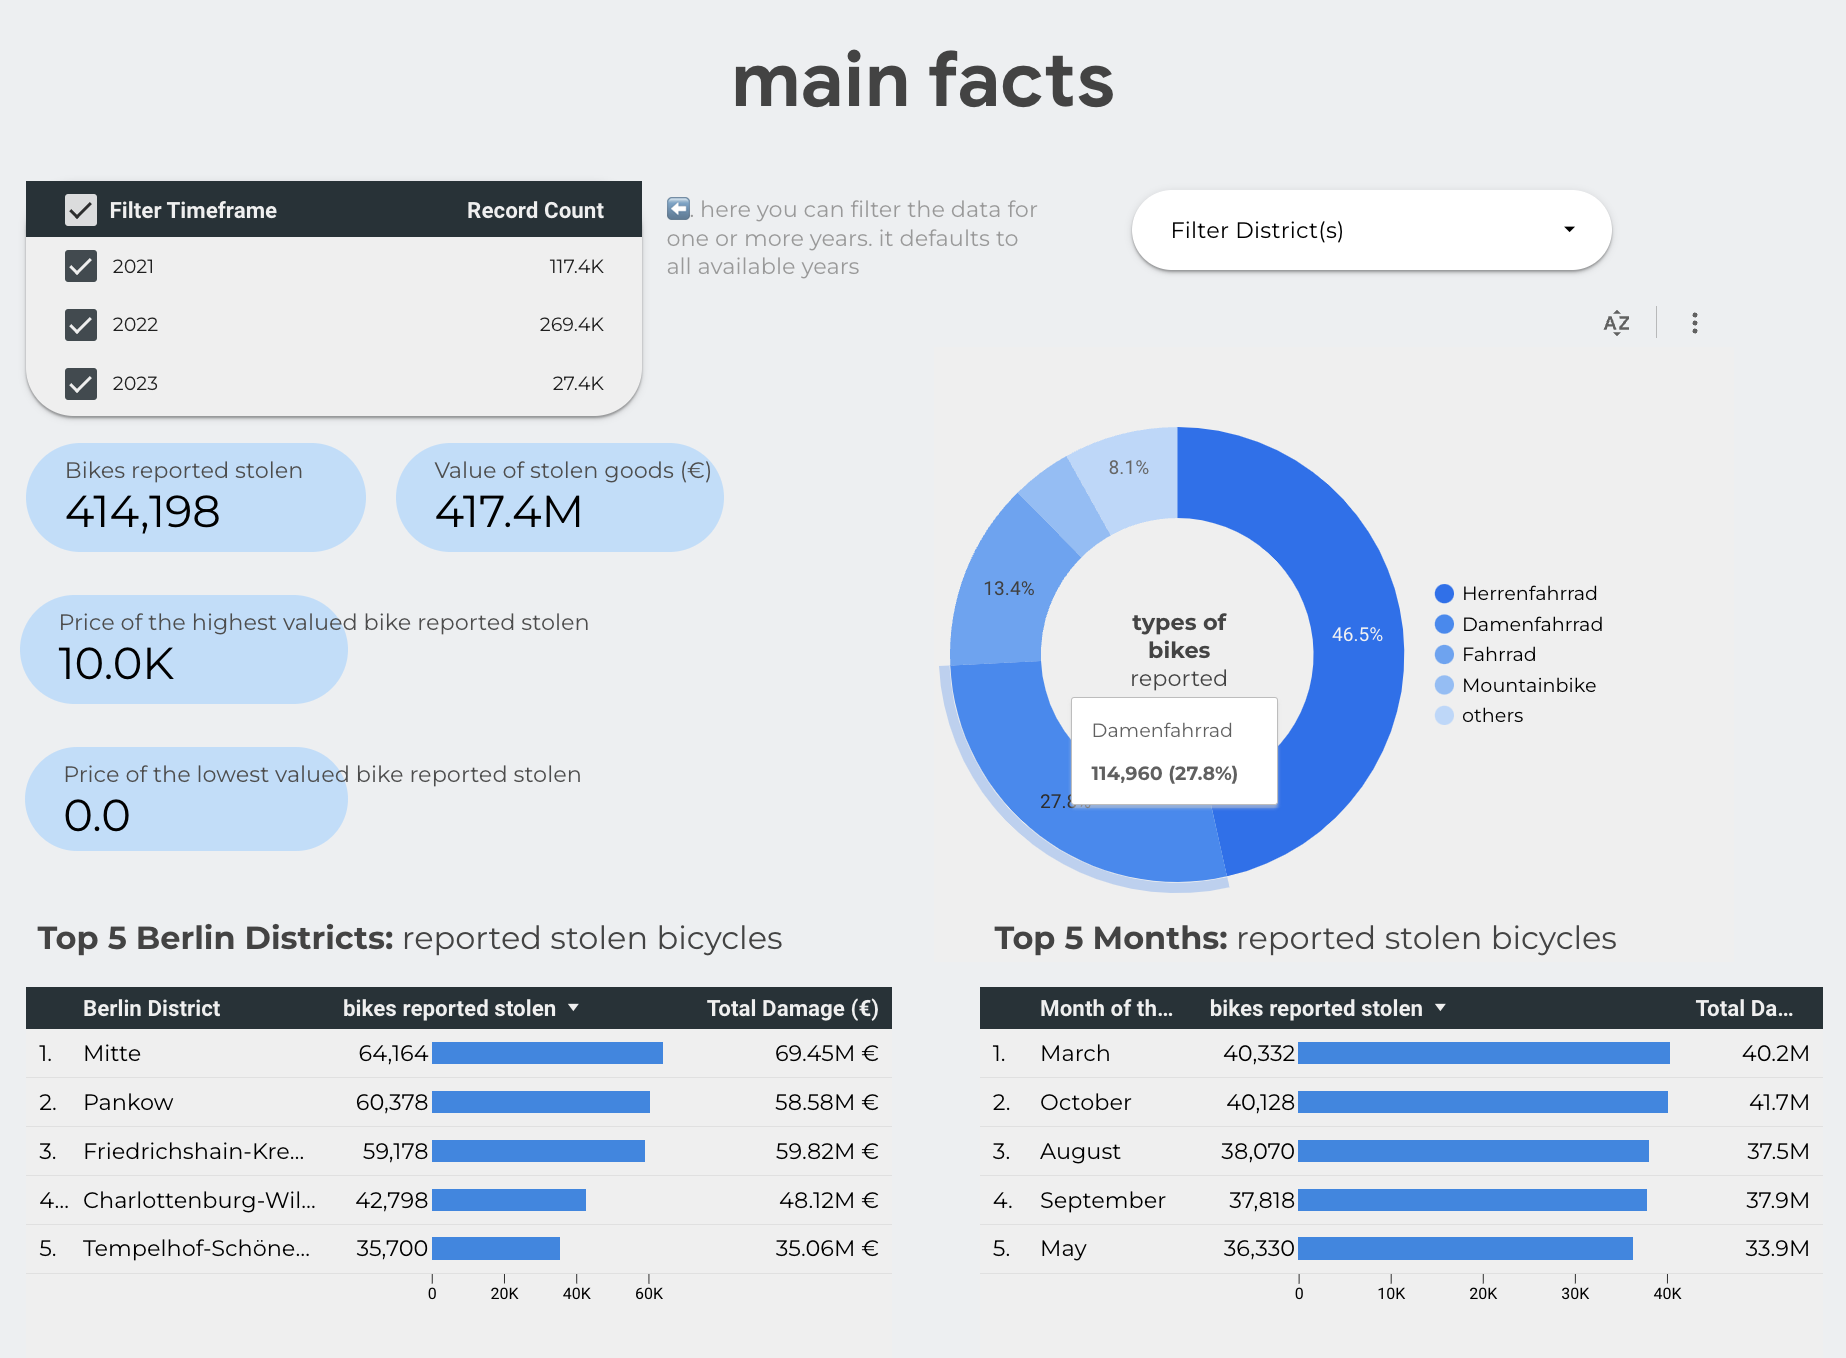 main facts
Filter Timeframe Record Count
2021 117.4K
2022 269.4K
2023 27.4K
. here you can filter the data for
one or more years. it defaults to
all available years
Filter District(s)
AZ
Bikes reported stolen
414,198
Value of stolen goods (€)
417.4M
Price of the highest valued bike reported stolen
10.0K
Price of the lowest valued bike reported stolen
0.0
8.1%
13.4%
46.5%
types of
bikes
reported
Damenfahrrad
114,960 (27.8%)
27.8%
Herrenfahrrad
Damenfahrrad
Fahrrad
Mountainbike
others
Top 5 Berlin Districts: reported stolen bicycles
Berlin District bikes reported stolen Total Damage (€)
1. Mitte 64,164 69.45M €
2. Pankow 60,378 58.58M €
3. Friedrichshain-Kre... 59,178 59.82M €
4... Charlottenburg-Wil... 42,798 48.12M €
5. Tempelhof-Schöne... 35,700 35.06M €
0 20K 40K 60K
Top 5 Months: reported stolen bicycles
Month of th... bikes reported stolen Total Da...
1. March 40,332 40.2M
2. October 40,128 41.7M
3. August 38,070 37.5M
4. September 37,818 37.9M
5. May 36,330 33.9M
0 10K 20K 30K 40K